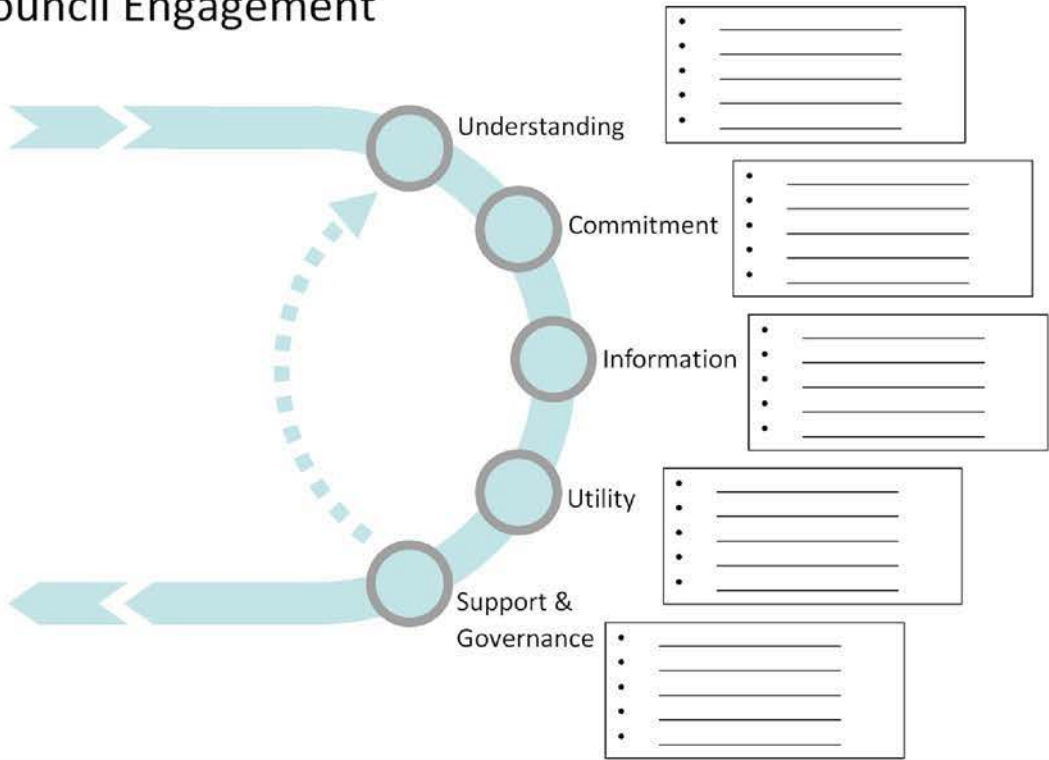 ouncil Engagement
Understanding
Commitment
Information
Utility
Support &
Governance